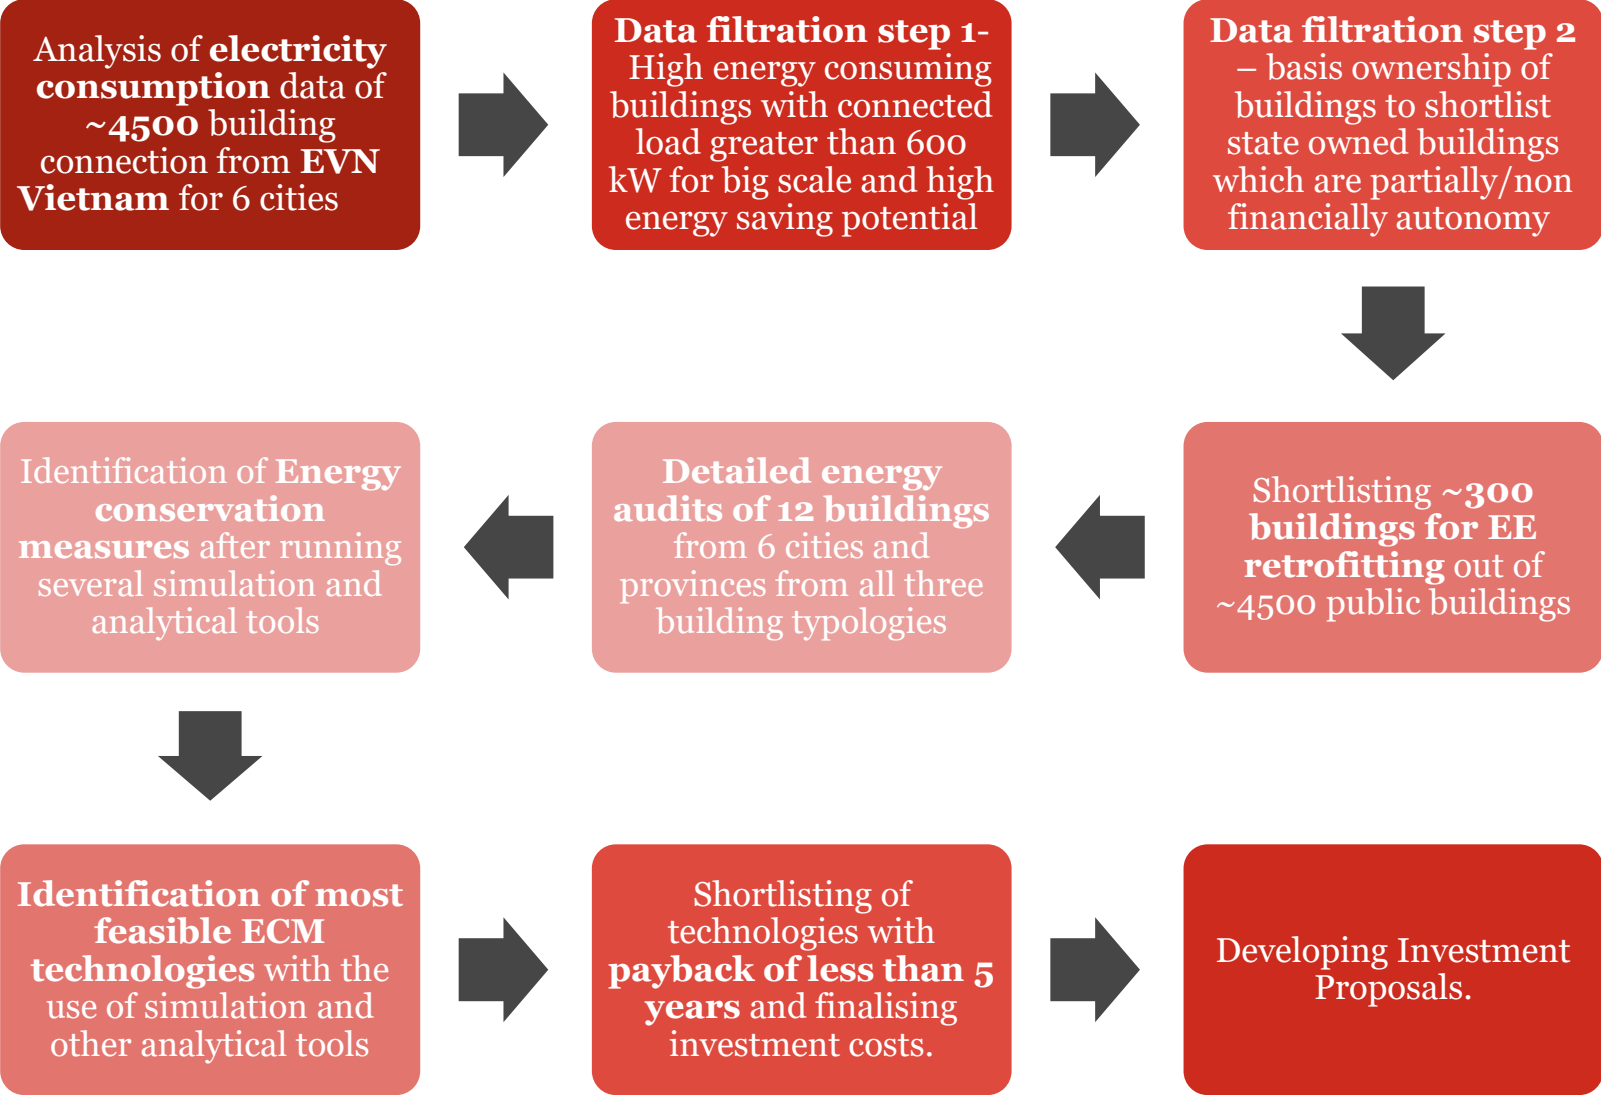 Analysis of electricity
consumption data of
~4500 building
connection from EVN
Vietnam for 6 cities
Data filtration step 1-
High energy consuming
buildings with connected
load greater than 600
kW for big scale and high
energy saving potential
Data filtration step 2
– basis ownership of
buildings to shortlist
state owned buildings
which are partially/non
financially autonomy
Shortlisting ~300
buildings for EE
retrofitting out of
~4500 public buildings
Detailed energy
audits of 12 buildings
from 6 cities and
provinces from all three
building typologies
Identification of Energy
conservation
measures after running
several simulation and
analytical tools
Identification of most
feasible ECM
technologies with the
use of simulation and
other analytical tools
Shortlisting of
technologies with
payback of less than 5
years and finalising
investment costs.
Developing Investment
Proposals.